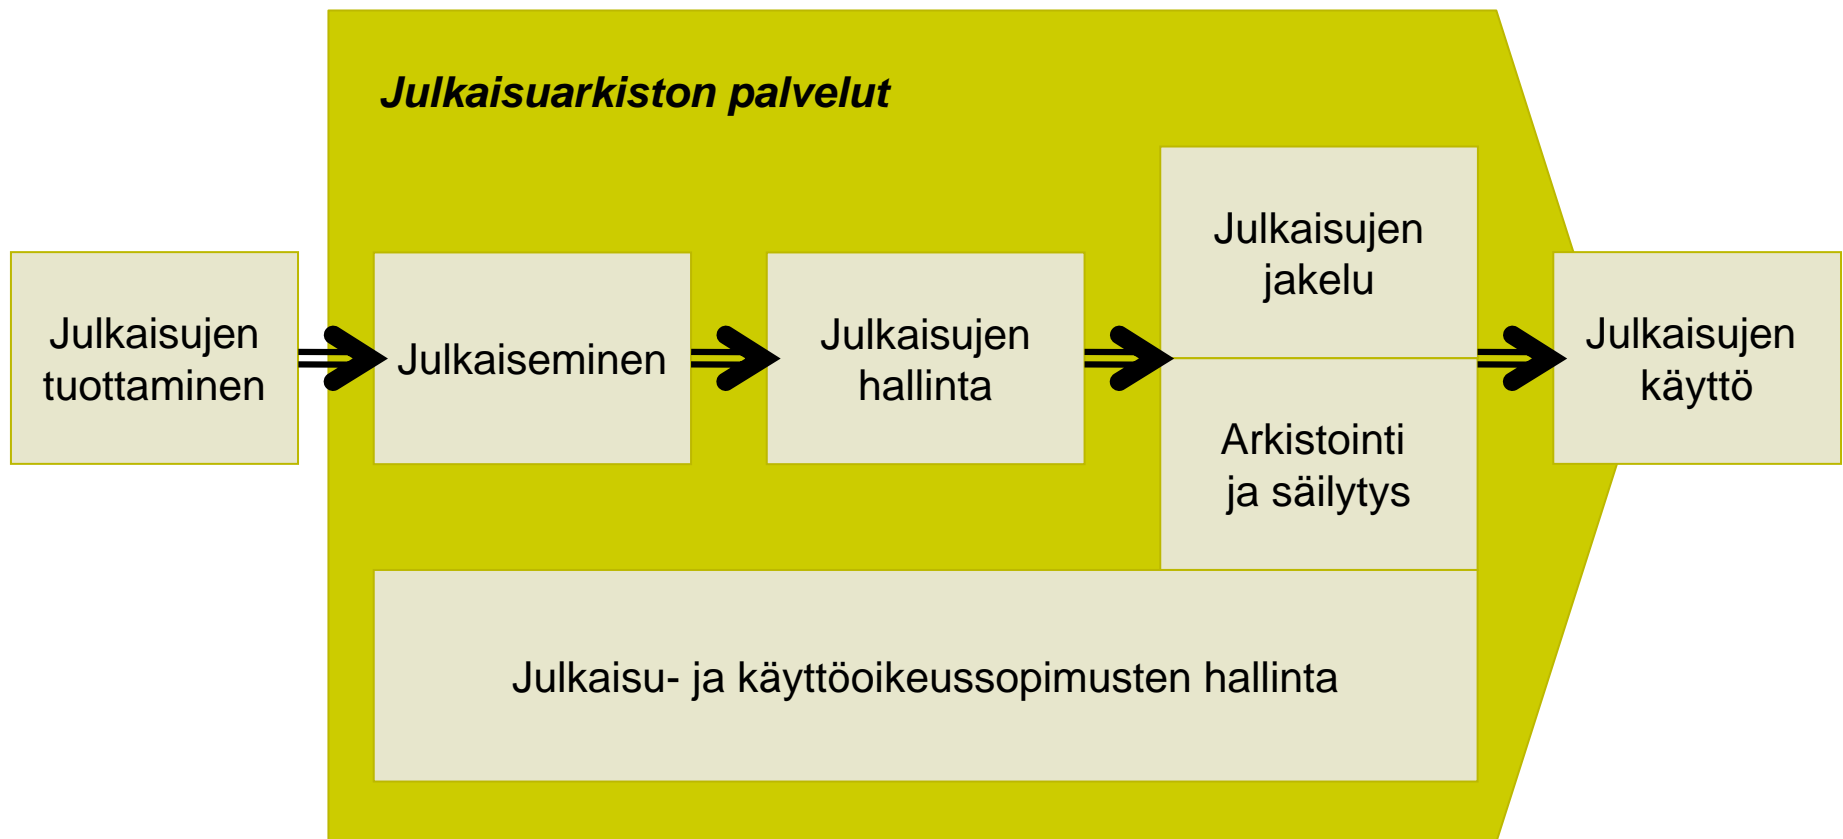 Julkaisuarkiston palvelut
Julkaisujen
tuottaminen
Julkaiseminen
Julkaisujen
hallinta
Julkaisujen
jakelu
Arkistointi
ja säilytys
Julkaisujen
käyttö
Julkaisu- ja käyttöoikeussopimusten hallinta